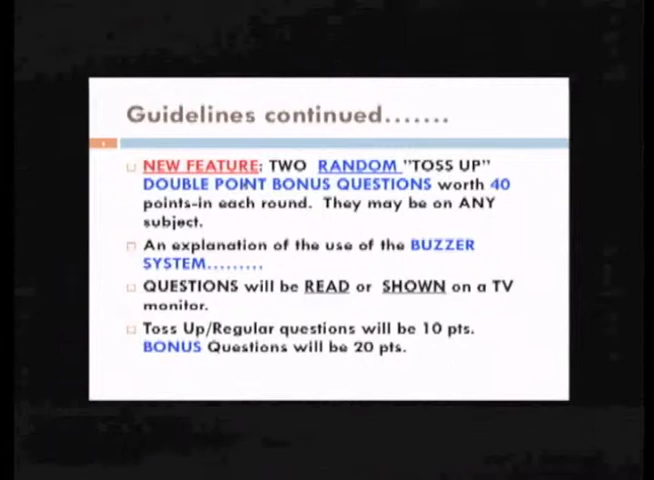 Guidelines continued.......
NEW FEATURE: TWO RANDOM "TOSS UP"
DOUBLE POINT BONUS QUESTIONS worth 40
points-in each round. They may be on ANY
subject.
An explanation of the use of the BUZZER
SYSTEM.........
QUESTIONS will be READ or SHOWN on a TV
monitor.
Toss Up/Regular questions will be 10 pts.
BONUS Questions will be 20 pts.